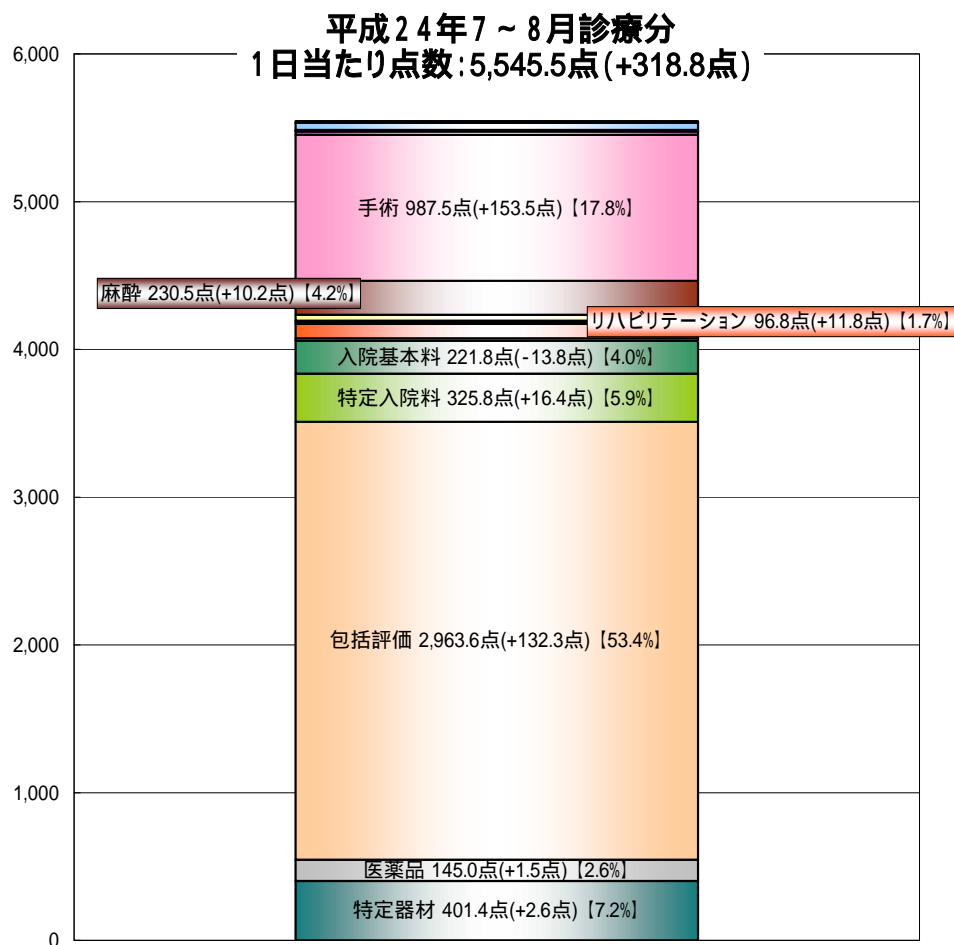 平成24年7～8月診療分
1日当たり点数:5,545.5点(+318.8点)
6,000
5,000
手術 987.5点(+153.5点)【17.8%】
麻酔 230.5点(+10.2点)【4.2%】
リハビリテーション 96.8点(+11.8点)【1.7%】
4,000
入院基本料 221.8点(-13.8点)【4.0%】
特定入院料 325.8点(+16.4点)【5.9%】
3,000
2,000
包括評価 2,963.6点(+132.3点)【53.4%】
1,000
医薬品 145.0点(+1.5点)【2.6%】
特定器材 401.4点(+2.6点)【7.2%】
0